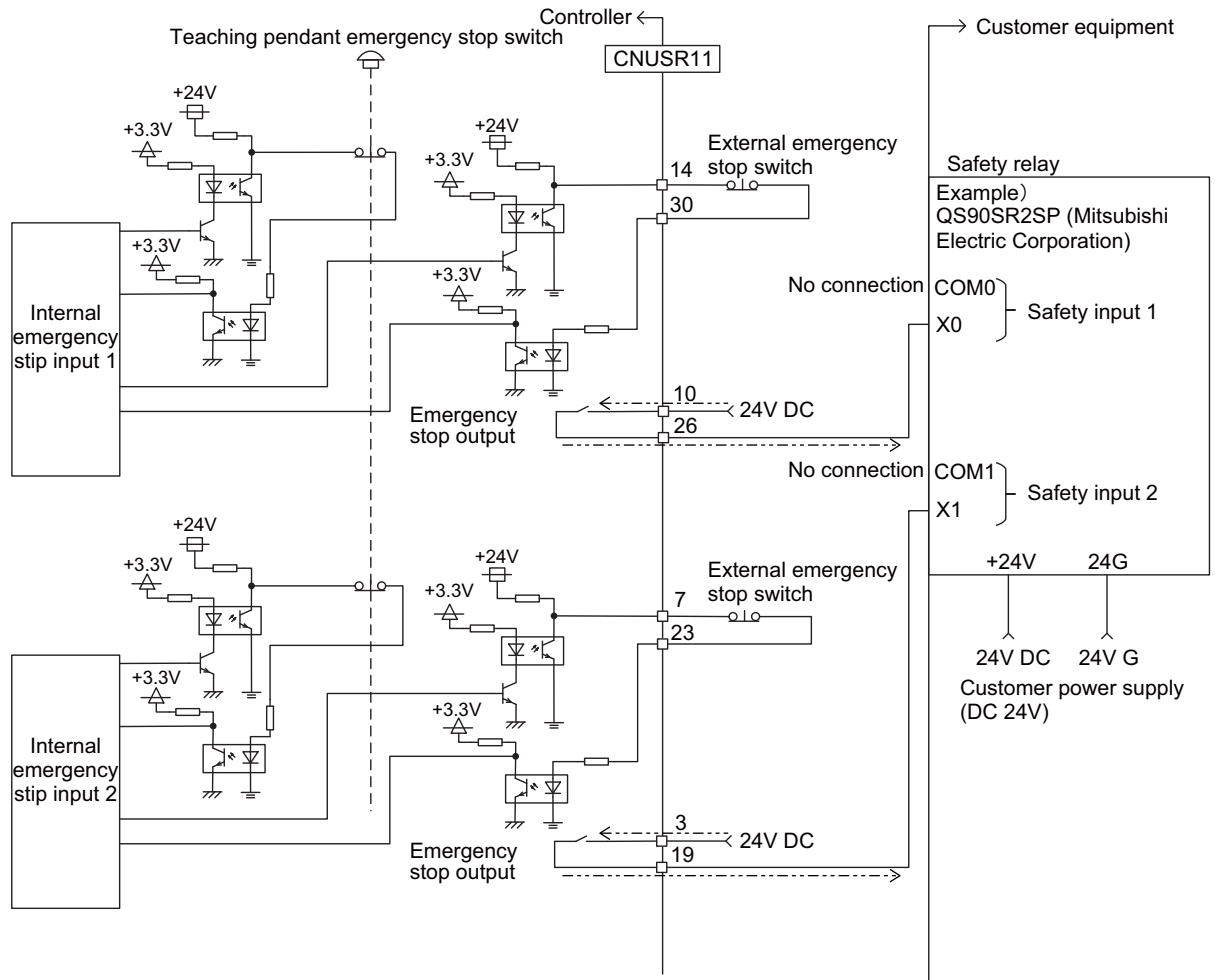 Controller
Customer equipment
Teaching pendant emergency stop switch
CNUSR11
+24V
+3.3V
+24V
+3.3V
External emergency
stop switch
14
30
Safety relay
Example）
QS90SR2SP (Mitsubishi
Electric Corporation)
+3.3V
+3.3V
Internal
emergency
stip input 1
No connection
COM0
X0
Safety input 1
10
24V DC
26
Emergency
stop output
No connection
COM1
X1
Safety input 2
+24V
+3.3V
+24V
+3.3V
External emergency
stop switch
7
23
+24V
24G
24V DC
24V G
Customer power supply
(DC 24V)
+3.3V
+3.3V
Internal
emergency
stip input 2
3
24V DC
19
Emergency
stop output